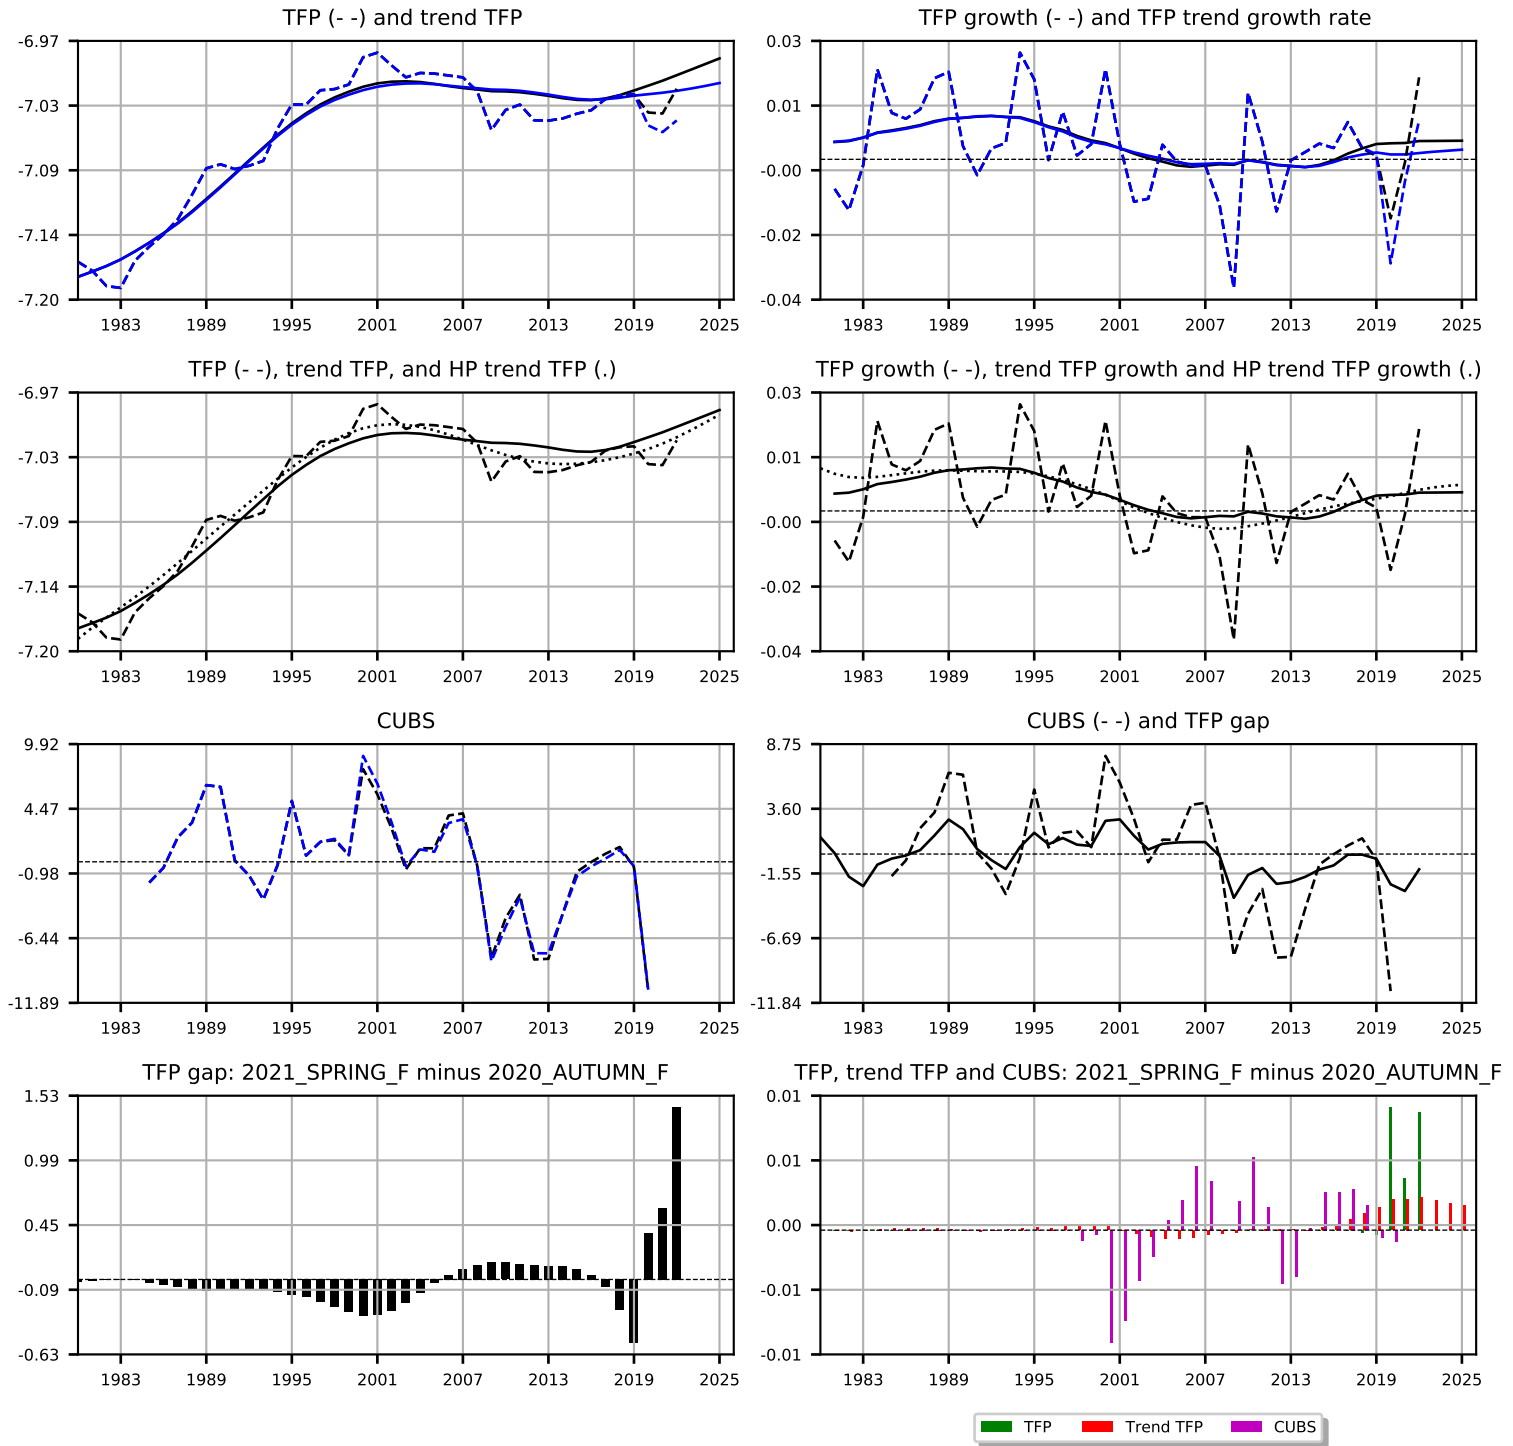 TFP (- -) and trend TFP
TFP growth (- -) and TFP trend growth rate
-6.97
-7.03
-7.09
-7.14
-7.20
1983 1989 1995 2001 2007 2013 2019 2025
0.03
0.01
-0.00
-0.02
-0.04
1983 1989 1995 2001 2007 2013 2019 2025
TFP (- -), trend TFP, and HP trend TFP (.)
TFP growth (- -), trend TFP growth and HP trend TFP growth (.)
-6.97
-7.03
-7.09
-7.14
-7.20
1983 1989 1995 2001 2007 2013 2019 2025
0.03
0.01
-0.00
-0.02
-0.04
1983 1989 1995 2001 2007 2013 2019 2025
CUBS
CUBS (- -) and TFP gap
9.92
4.47
-0.98
-6.44
-11.89
1983 1989 1995 2001 2007 2013 2019 2025
8.75
3.60
-1.55
-6.69
-11.84
1983 1989 1995 2001 2007 2013 2019 2025
TFP gap: 2021_SPRING_F minus 2020_AUTUMN_F
TFP, trend TFP and CUBS: 2021_SPRING_F minus 2020_AUTUMN_F
1.53
0.99
0.45
-0.09
-0.63
1983 1989 1995 2001 2007 2013 2019 2025
0.01
0.01
0.00
-0.01
-0.01
1983 1989 1995 2001 2007 2013 2019 2025
TFP Trend TFP CUBS